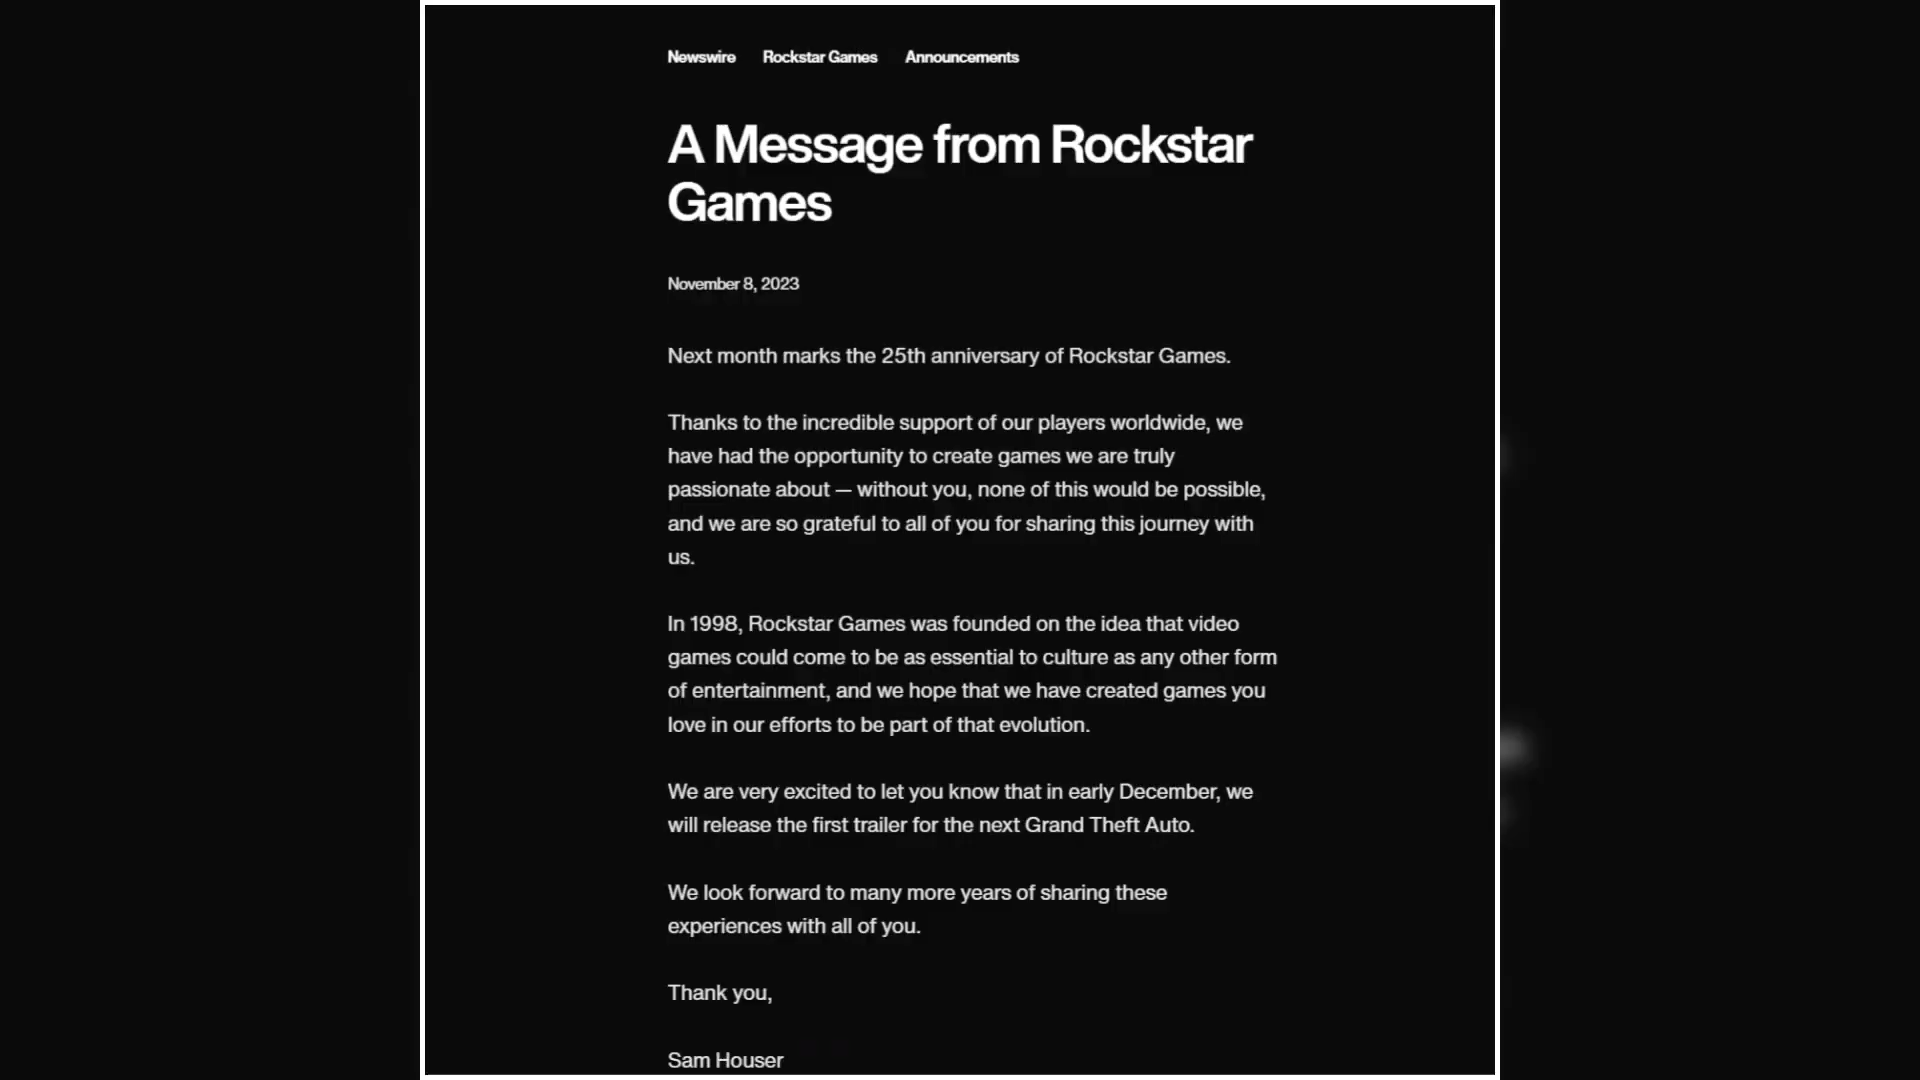 Newswire Rockstar Games Announcements
A Message from Rockstar
Games
November 8, 2023
Next month marks the 25th anniversary of Rockstar Games.
Thanks to the incredible support of our players worldwide, we
have had the opportunity to create games we are truly
passionate about — without you, none of this would be possible,
and we are so grateful to all of you for sharing this journey with
us.
In 1998, Rockstar Games was founded on the idea that video
games could come to be as essential to culture as any other form
of entertainment, and we hope that we have created games you
love in our efforts to be part of that evolution.
We are very excited to let you know that in early December, we
will release the first trailer for the next Grand Theft Auto.
We look forward to many more years of sharing these
experiences with all of you.
Thank you,
Sam Houser